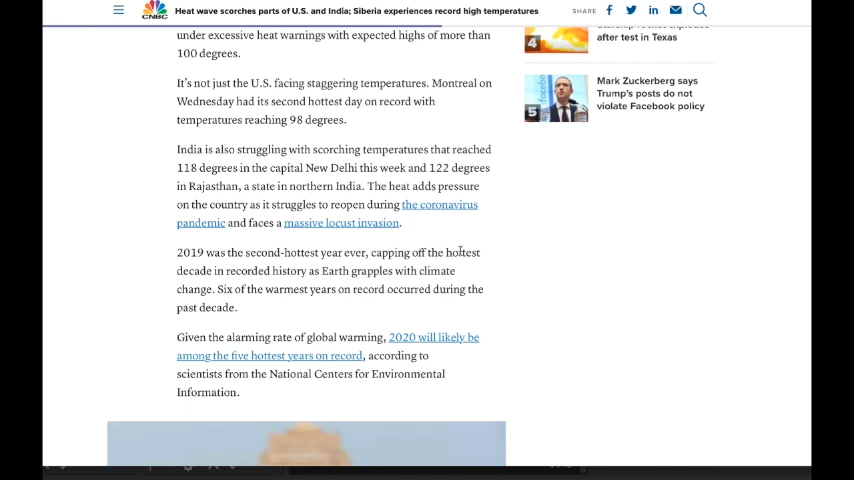 CNBC
Heat wave scorches parts of U.S. and India; Siberia experiences record high temperatures
SHARE
under excessive heat warnings with expected highs of more than
100 degrees.
It's not just the U.S. facing staggering temperatures. Montreal on
Wednesday had its second hottest day on record with
temperatures reaching 98 degrees.
India is also struggling with scorching temperatures that reached
118 degrees in the capital New Delhi this week and 122 degrees
in Rajasthan, a state in northern India. The heat adds pressure
on the country as it struggles to reopen during the coronavirus
pandemic and faces a massive locust invasion.
2019 was the second-hottest year ever, capping off the hottest
decade in recorded history as Earth grapples with climate
change. Six of the warmest years on record occurred during the
past decade.
Given the alarming rate of global warming, 2020 will likely be
among the five hottest years on record, according to
scientists from the National Centers for Environmental
Information.
4
after test in Texas
5
Mark Zuckerberg says
Trump's posts do not
violate Facebook policy